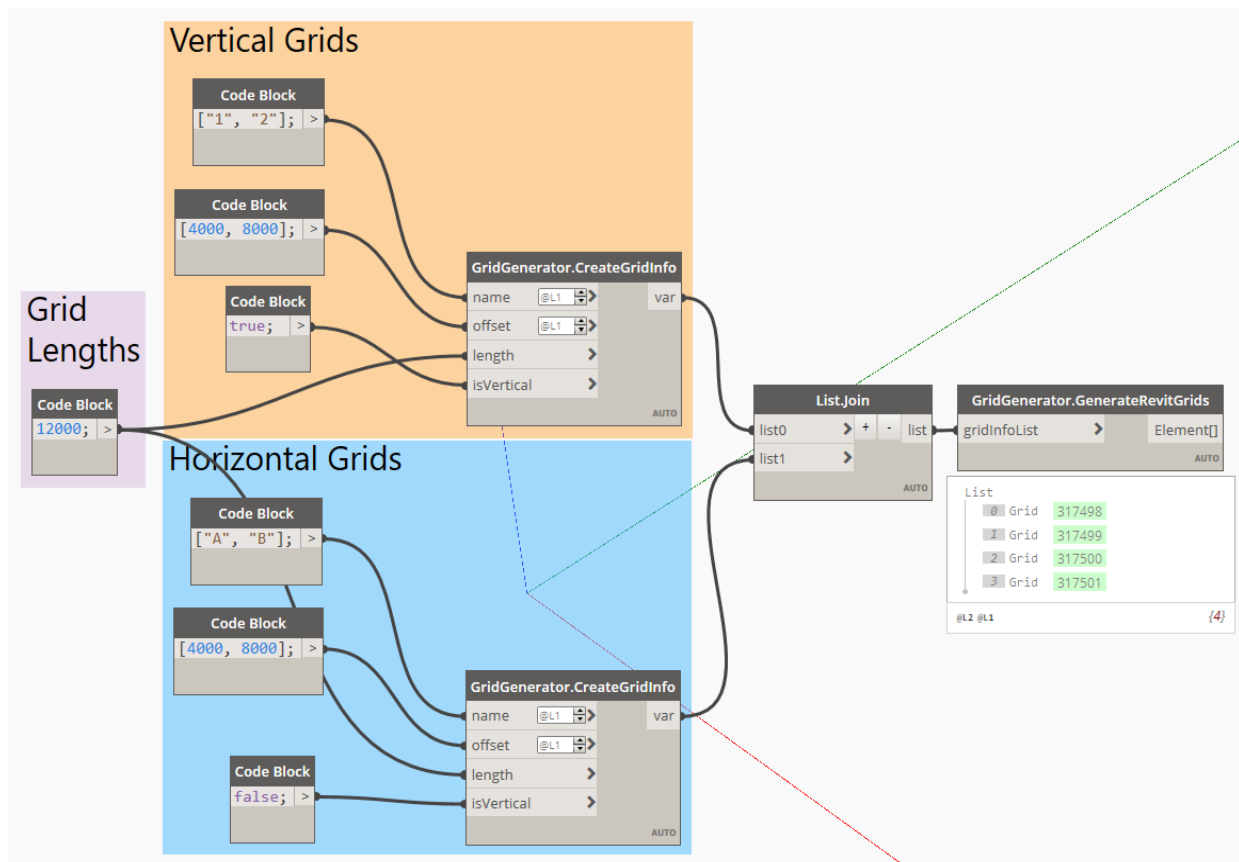 Vertical Grids
Code Block
["1", "2"]; >
Code Block
[4000, 8000]; >
Code Block
true; >
GridGenerator.CreateGridInfo
name @L1 var
offset @L1
length
isVertical
AUTO
Grid
Lengths
Code Block
12000; >
Horizontal Grids
Code Block
["A", "B"]; >
Code Block
[4000, 8000]; >
Code Block
false; >
GridGenerator.CreateGridInfo
name @L1 var
offset @L1
length
isVertical
AUTO
List.Join
list0 + - list
list1
AUTO
GridGenerator.GenerateRevitGrids
gridInfoList Element[]
AUTO
List
0 Grid 317498
1 Grid 317499
2 Grid 317500
3 Grid 317501
@L2 @L1 {4}